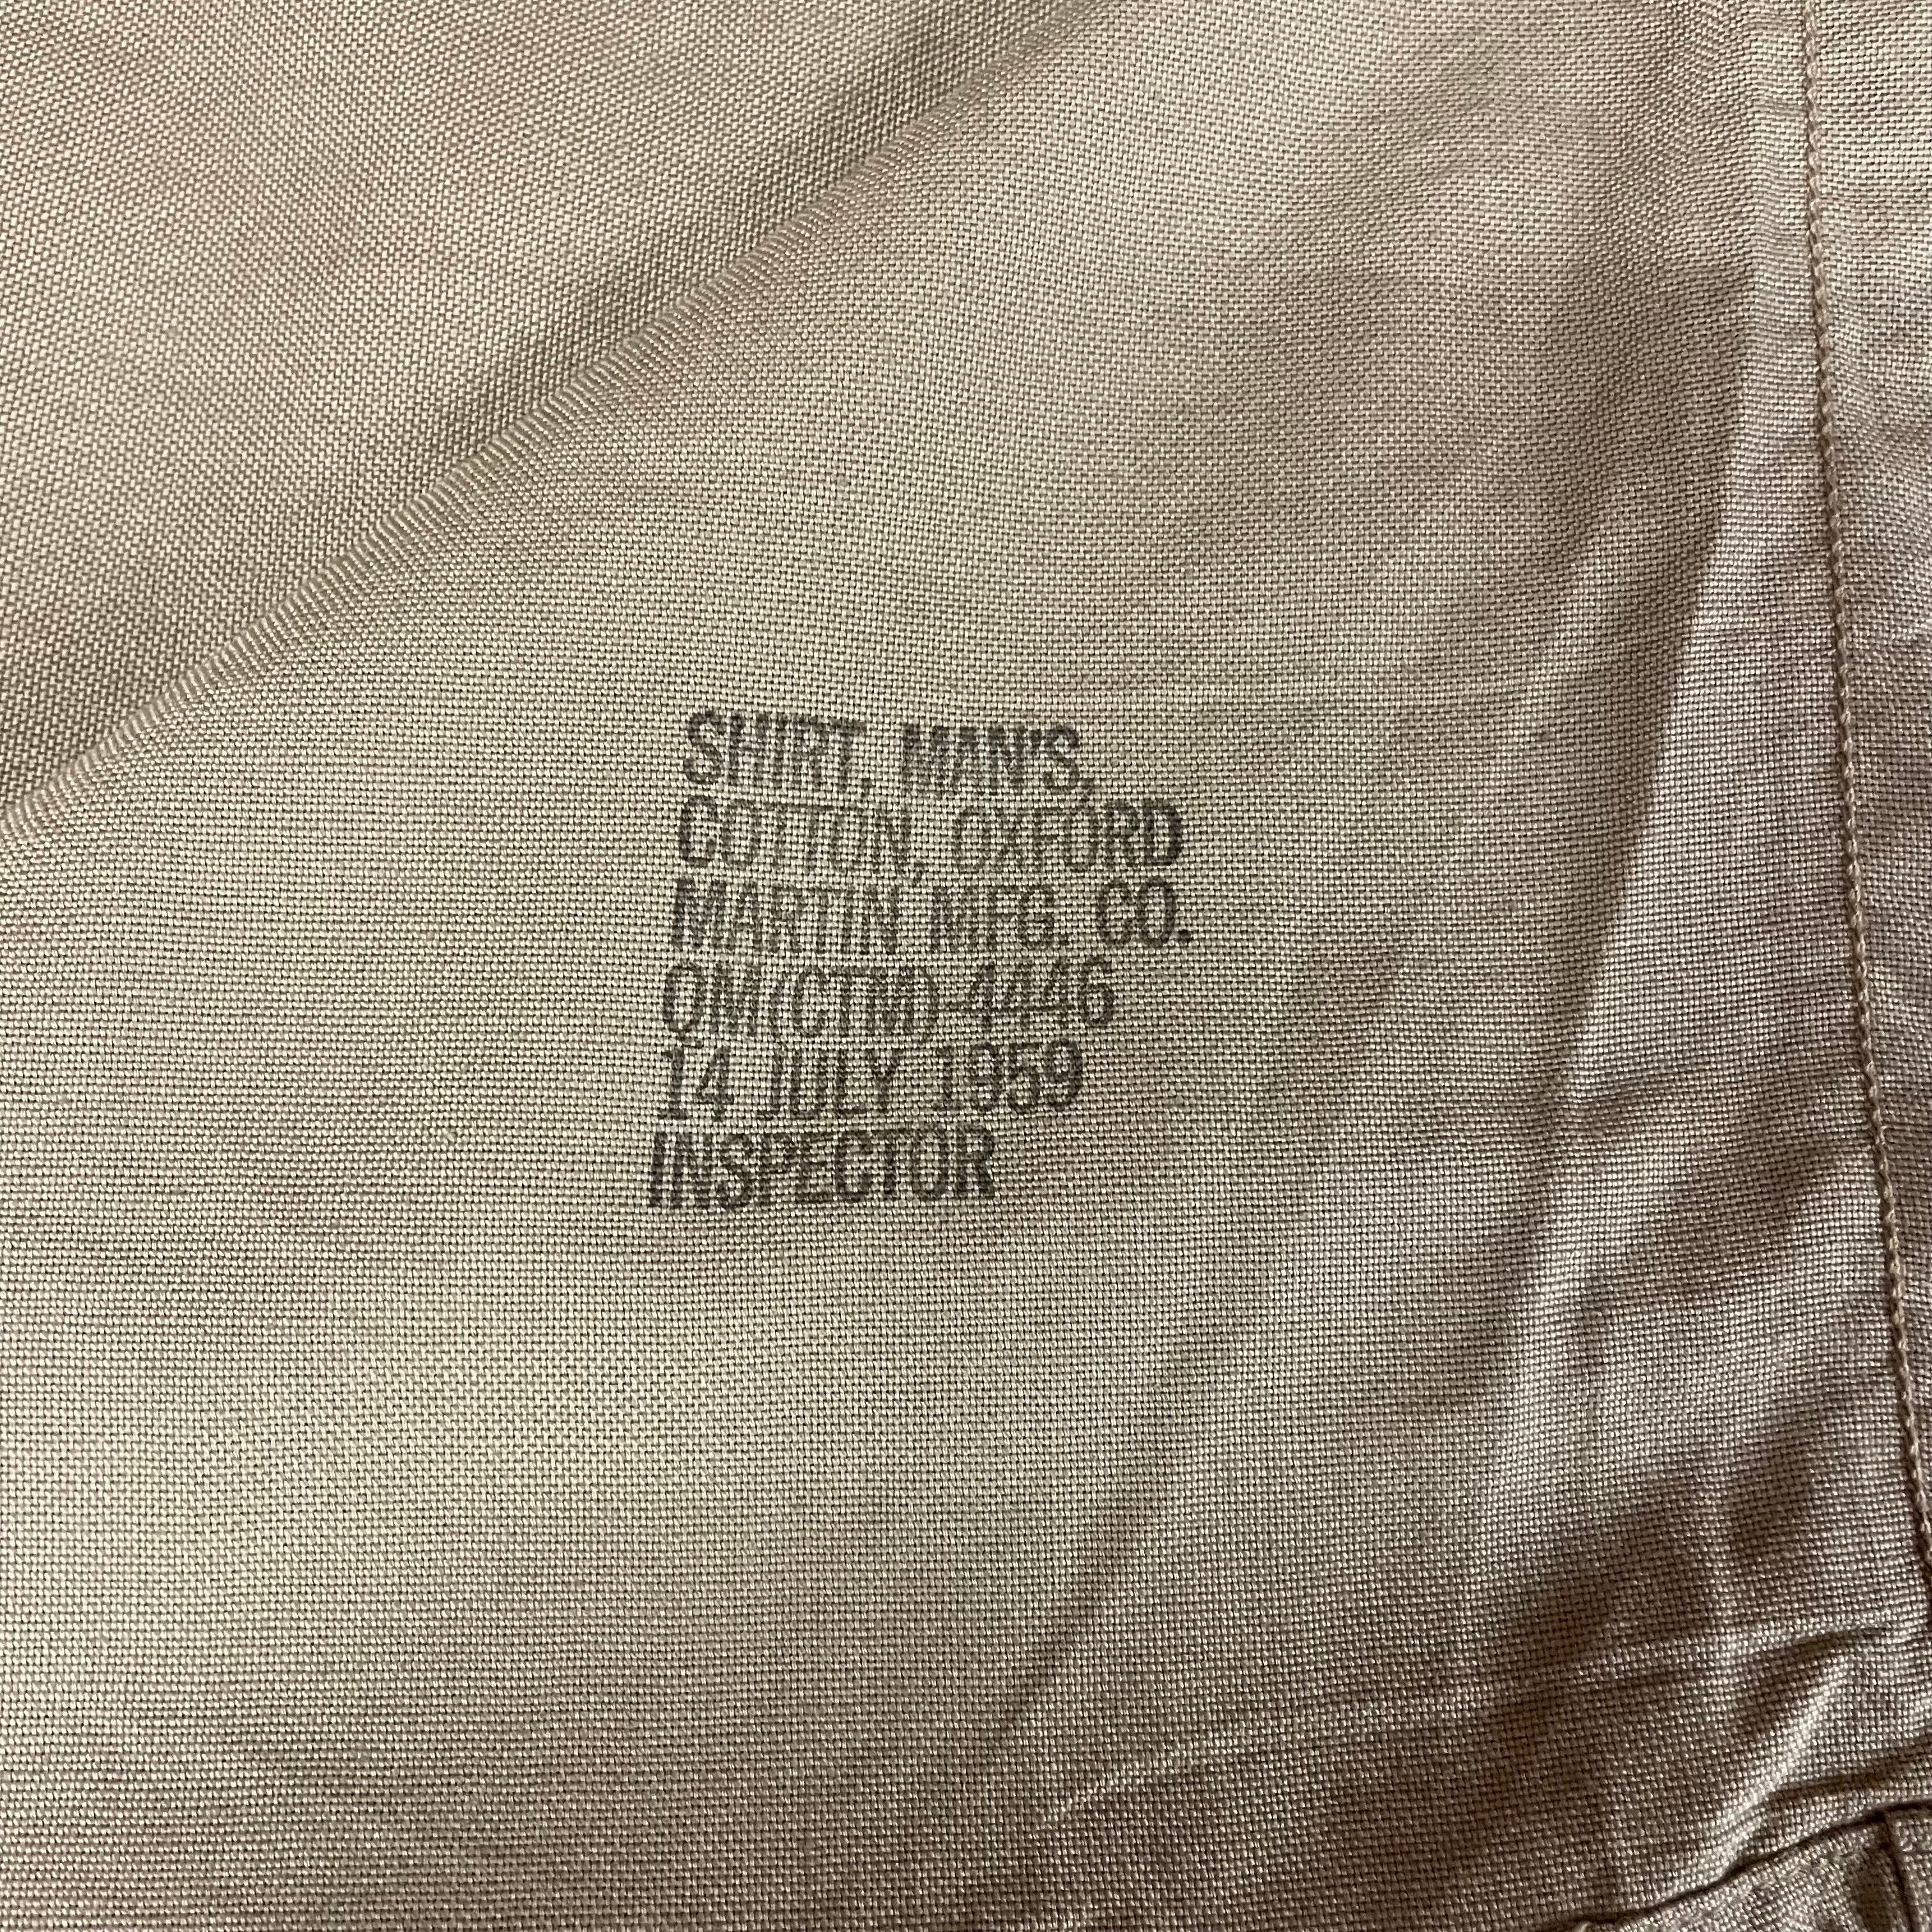 SHIRT, MAN'S,
COTTON, OXFORD
MARTIN MFG. CO.
QM(CTM)-4446
14 JULY 1959
INSPECTOR